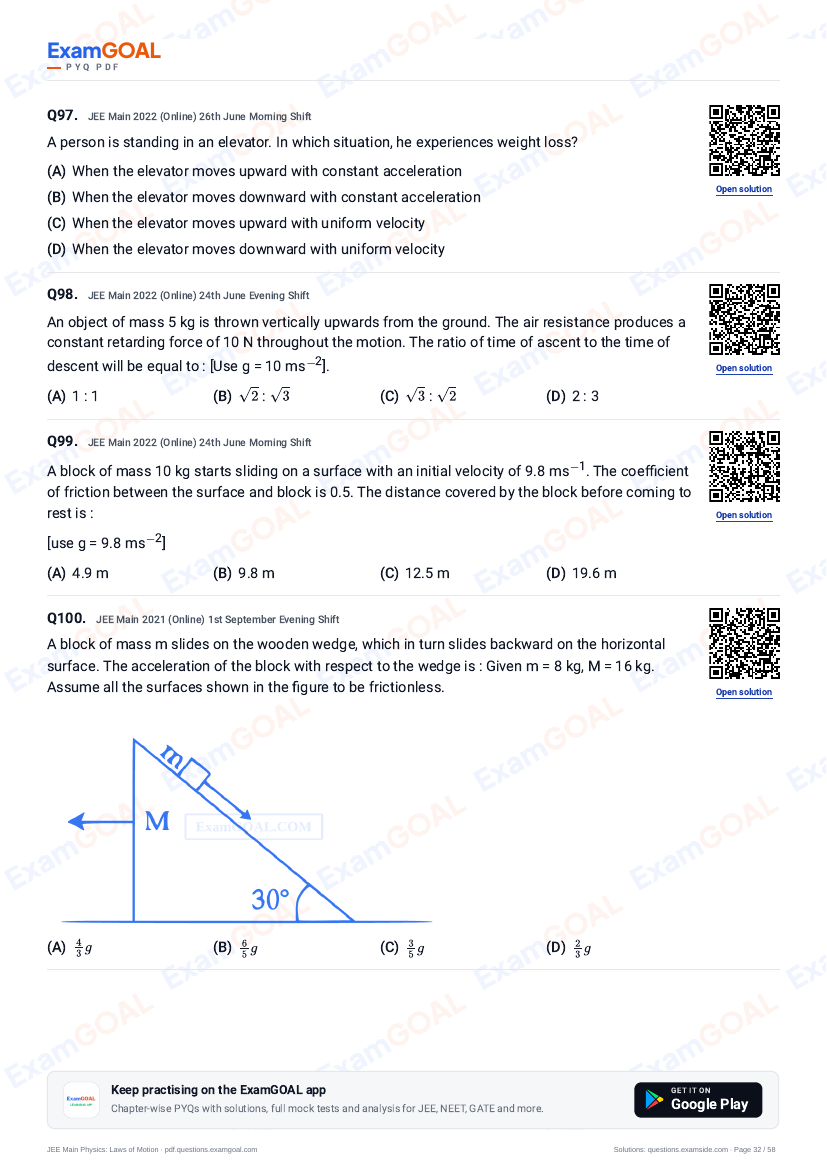 ExamGOAL
PYQ PDF
Q97. JEE Main 2022 (Online) 26th June Morning Shift
A person is standing in an elevator. In which situation, he experiences weight loss?
(A) When the elevator moves upward with constant acceleration
(B) When the elevator moves downward with constant acceleration
(C) When the elevator moves upward with uniform velocity
(D) When the elevator moves downward with uniform velocity
Open solution
Q98. JEE Main 2022 (Online) 24th June Evening Shift
An object of mass 5 kg is thrown vertically upwards from the ground. The air resistance produces a
constant retarding force of 10 N throughout the motion. The ratio of time of ascent to the time of
descent will be equal to : [Use g = 10 ms⁻²].
(A) 1 : 1 (B) √2 : √3 (C) √3 : √2 (D) 2 : 3
Open solution
Q99. JEE Main 2022 (Online) 24th June Morning Shift
A block of mass 10 kg starts sliding on a surface with an initial velocity of 9.8 ms⁻¹. The coefficient
of friction between the surface and block is 0.5. The distance covered by the block before coming to
rest is :
[use g = 9.8 ms⁻²]
(A) 4.9 m (B) 9.8 m (C) 12.5 m (D) 19.6 m
Open solution
Q100. JEE Main 2021 (Online) 1st September Evening Shift
A block of mass m slides on the wooden wedge, which in turn slides backward on the horizontal
surface. The acceleration of the block with respect to the wedge is : Given m = 8 kg, M = 16 kg.
Assume all the surfaces shown in the figure to be frictionless.
Open solution
m
M
ExamGOAL.COM
30°
(A) 4/3 g (B) 6/5 g (C) 3/5 g (D) 2/3 g
ExamGOAL
Keep practising on the ExamGOAL app
Chapter-wise PYQs with solutions, full mock tests and analysis for JEE, NEET, GATE and more.
GET IT ON
Google Play
JEE Main Physics: Laws of Motion · pdf.questions.examgoal.com
Solutions: questions.examside.com · Page 32 / 58